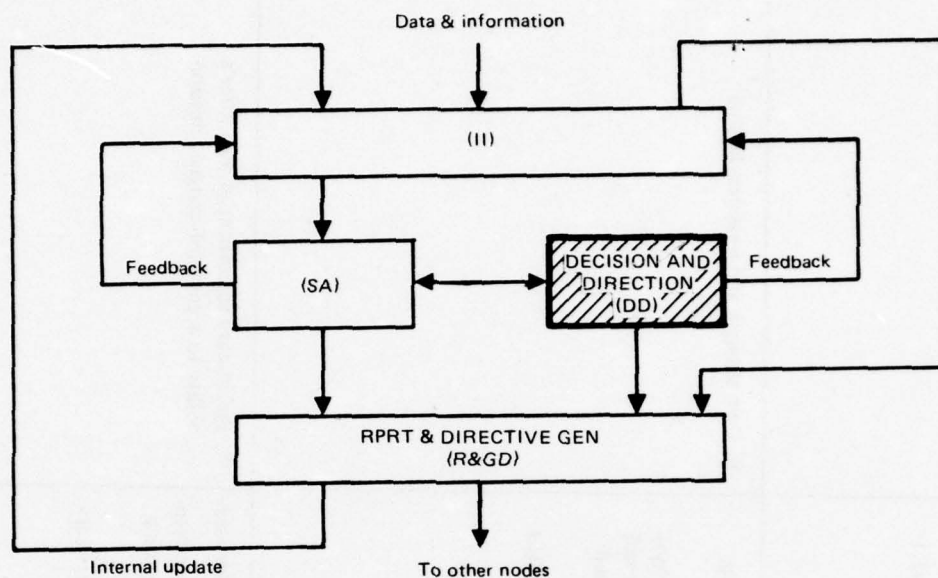 Data & information
(II)
Feedback
(SA)
DECISION AND
DIRECTION
(DD)
Feedback
RPRT & DIRECTIVE GEN
(R&GD)
Internal update
To other nodes